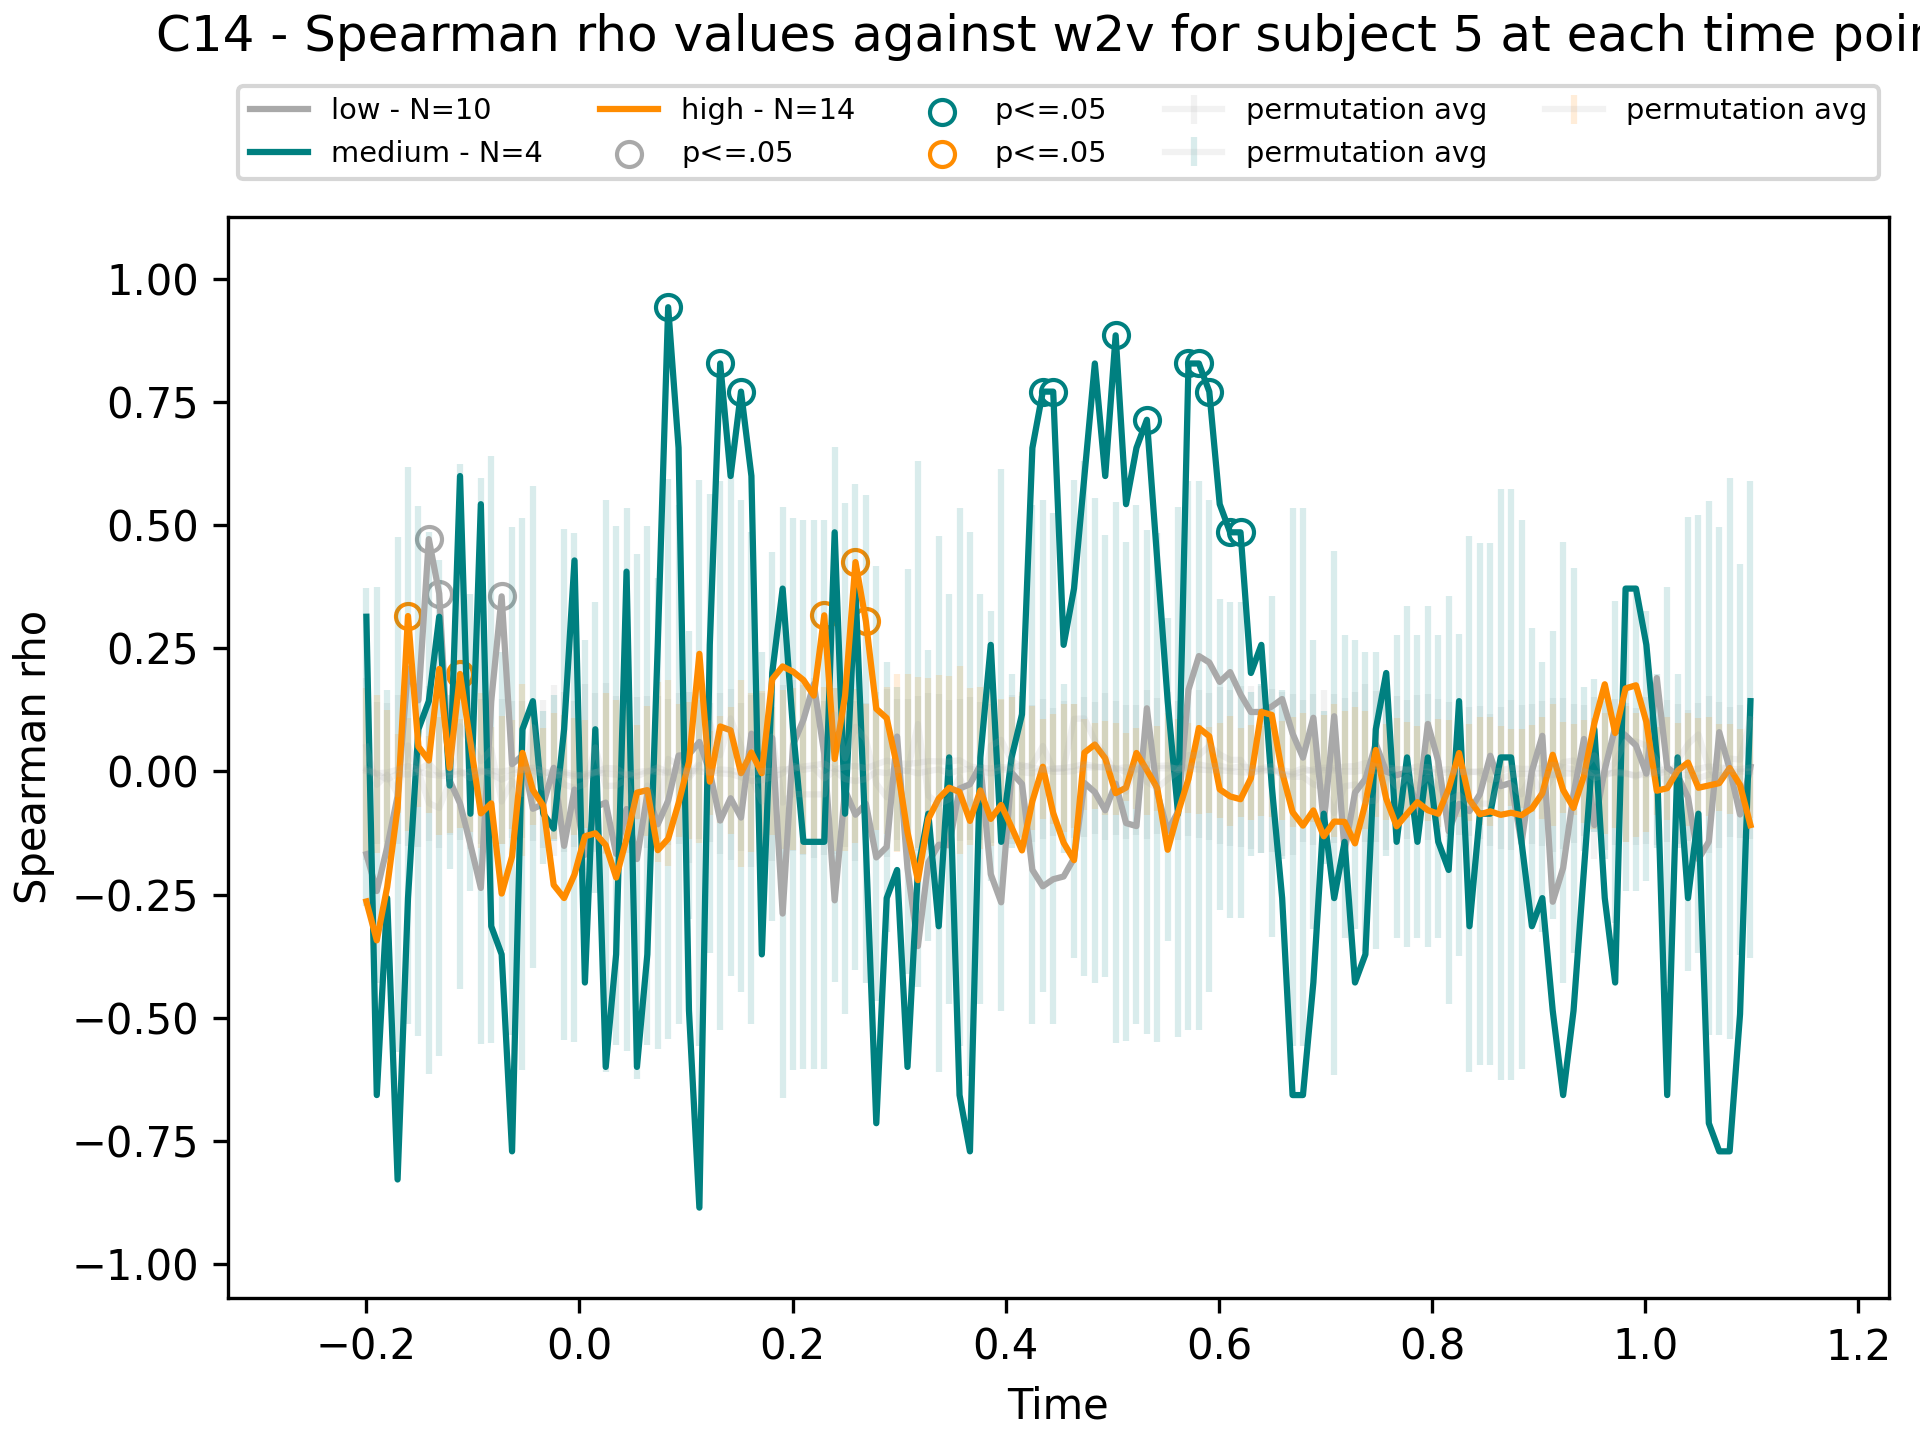 C14 - Spearman rho values against w2v for subject 5 at each time poin
low - N=10
medium - N=4
high - N=14
p<=.05
p<=.05
p<=.05
permutation avg
permutation avg
permutation avg
1.00
0.75
0.50
0.25
0.00
−0.25
−0.50
−0.75
−1.00
Spearman rho
−0.2 0.0 0.2 0.4 0.6 0.8 1.0 1.2
Time